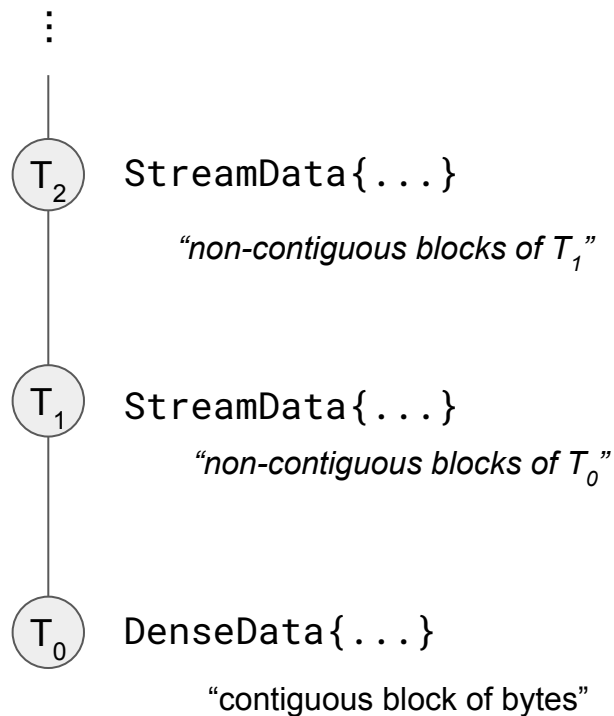 ⋮
T₂ StreamData{...}
“non-contiguous blocks of T₁”
T₁ StreamData{...}
“non-contiguous blocks of T₀”
T₀ DenseData{...}
“contiguous block of bytes”